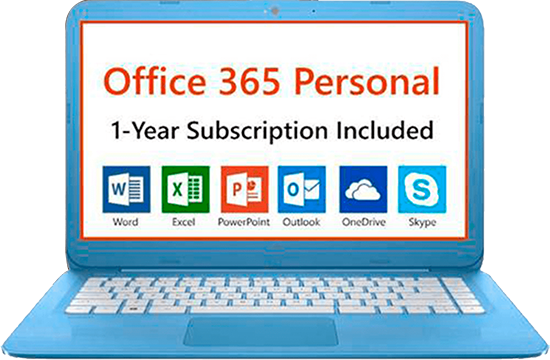 Office 365 Personal
1-Year Subscription Included
W X P O S
Word Excel PowerPoint Outlook OneDrive Skype